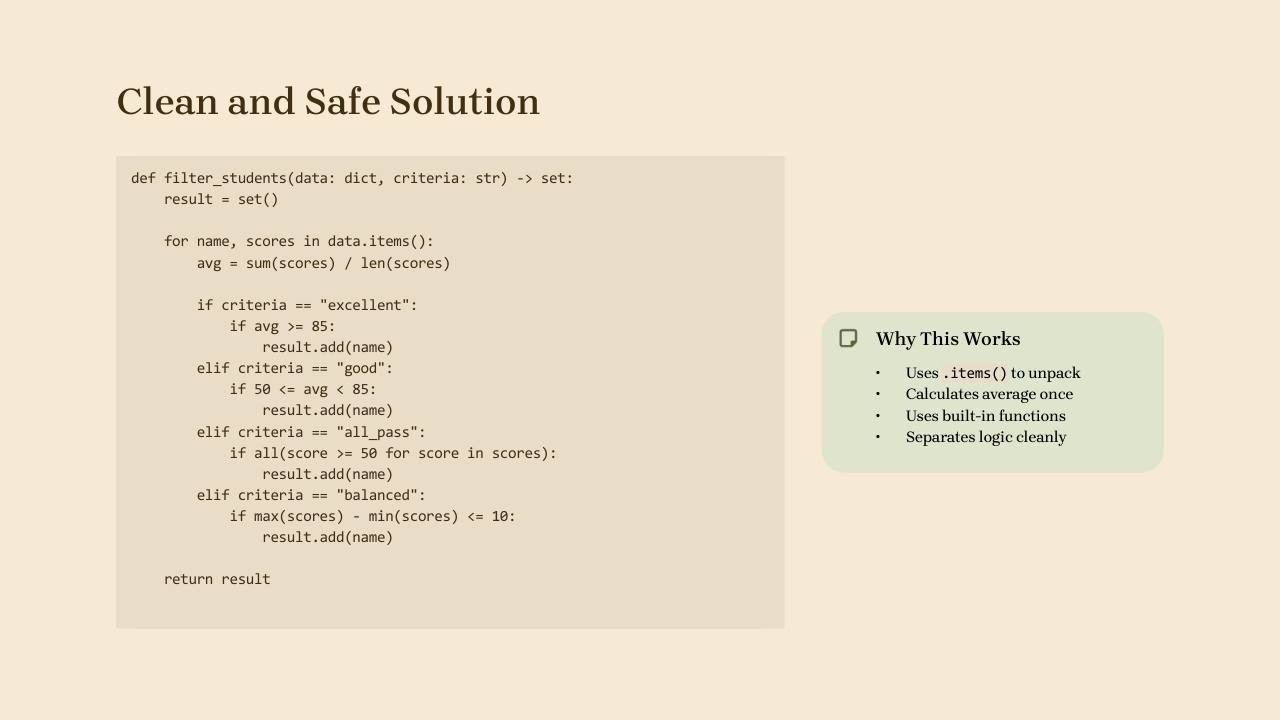 Clean and Safe Solution
def filter_students(data: dict, criteria: str) -> set:
    result = set()
    for name, scores in data.items():
        avg = sum(scores) / len(scores)
        if criteria == "excellent":
            if avg >= 85:
                result.add(name)
        elif criteria == "good":
            if 50 <= avg < 85:
                result.add(name)
        elif criteria == "all_pass":
            if all(score >= 50 for score in scores):
                result.add(name)
        elif criteria == "balanced":
            if max(scores) - min(scores) <= 10:
                result.add(name)
    return result
Why This Works
• Uses .items() to unpack
• Calculates average once
• Uses built-in functions
• Separates logic cleanly